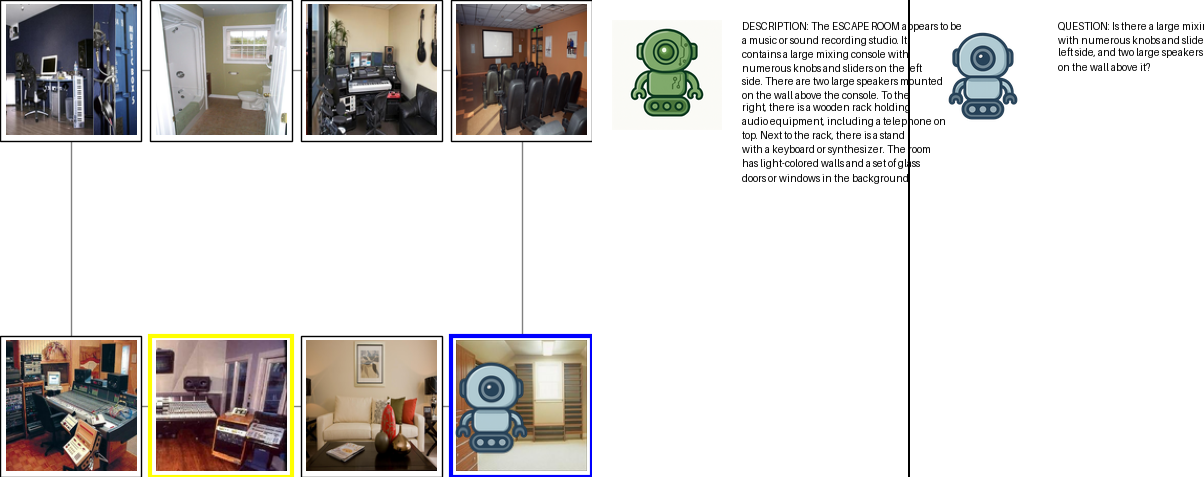 DESCRIPTION: The ESCAPE ROOM appears to be
a music or sound recording studio. It
contains a large mixing console with
numerous knobs and sliders on the left
side. There are two large speakers mounted
on the wall above the console. To the
right, there is a wooden rack holding
audio equipment, including a telephone on
top. Next to the rack, there is a stand
with a keyboard or synthesizer. The room
has light-colored walls and a set of glass
doors or windows in the background.
QUESTION: Is there a large
with numerous knobs and
left side, and two large speakers
on the wall above it?
MUSIC BOX 5